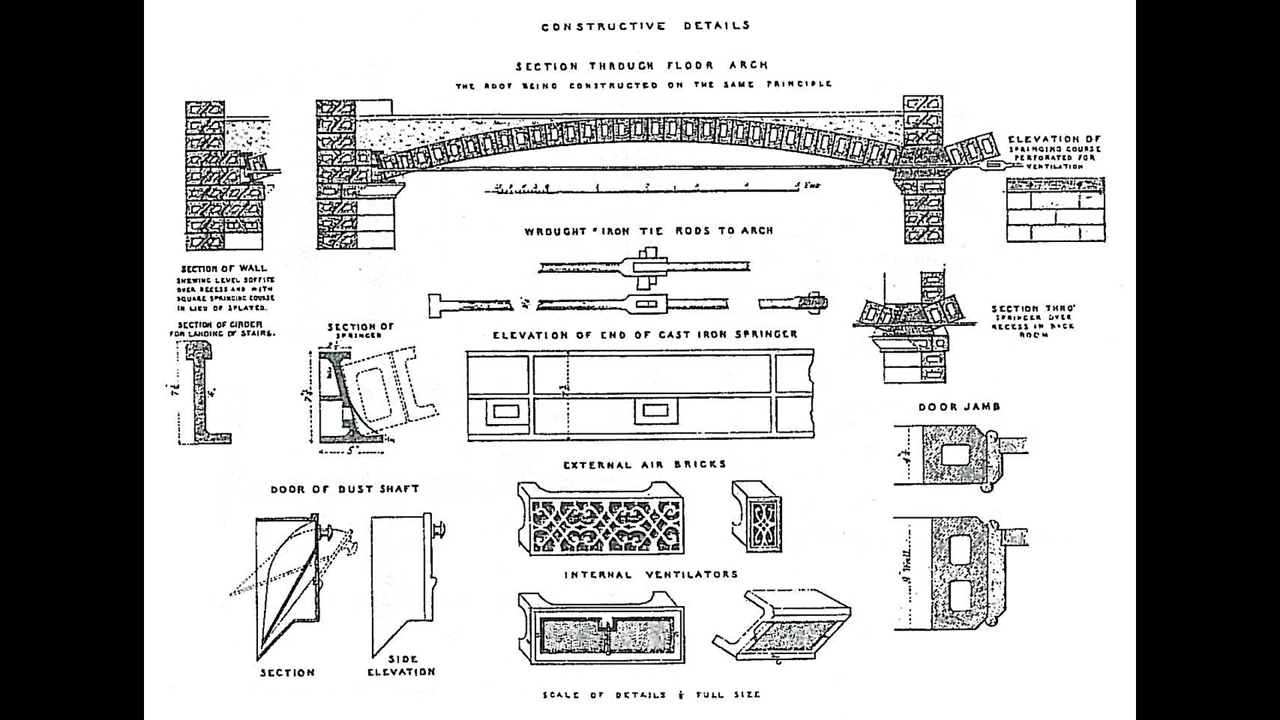 CONSTRUCTIVE DETAILS
SECTION THROUGH FLOOR ARCH
THE ROOF BEING CONSTRUCTED ON THE SAME PRINCIPLE
ELEVATION OF
SPRINGING COURSE
PERFORATED FOR
VENTILATION
WROUGHT IRON TIE RODS TO ARCH
SECTION OF WALL
SHEWING LEVEL SOFFITE
OVER RECESS AND WITH
SQUARE SPRINGING COURSE
IN LIEU OF SPLAYED.
SECTION OF GIRDER
FOR LANDING OF STAIRS.
SECTION OF
SPRINGER
ELEVATION OF END OF CAST IRON SPRINGER
SECTION THRO'
SPRINGER OVER
RECESS IN BACK
ROOM
5"
DOOR JAMB
EXTERNAL AIR BRICKS
DOOR OF DUST SHAFT
INTERNAL VENTILATORS
9 Wall
SECTION
SIDE
ELEVATION
SCALE OF DETAILS FULL SIZE